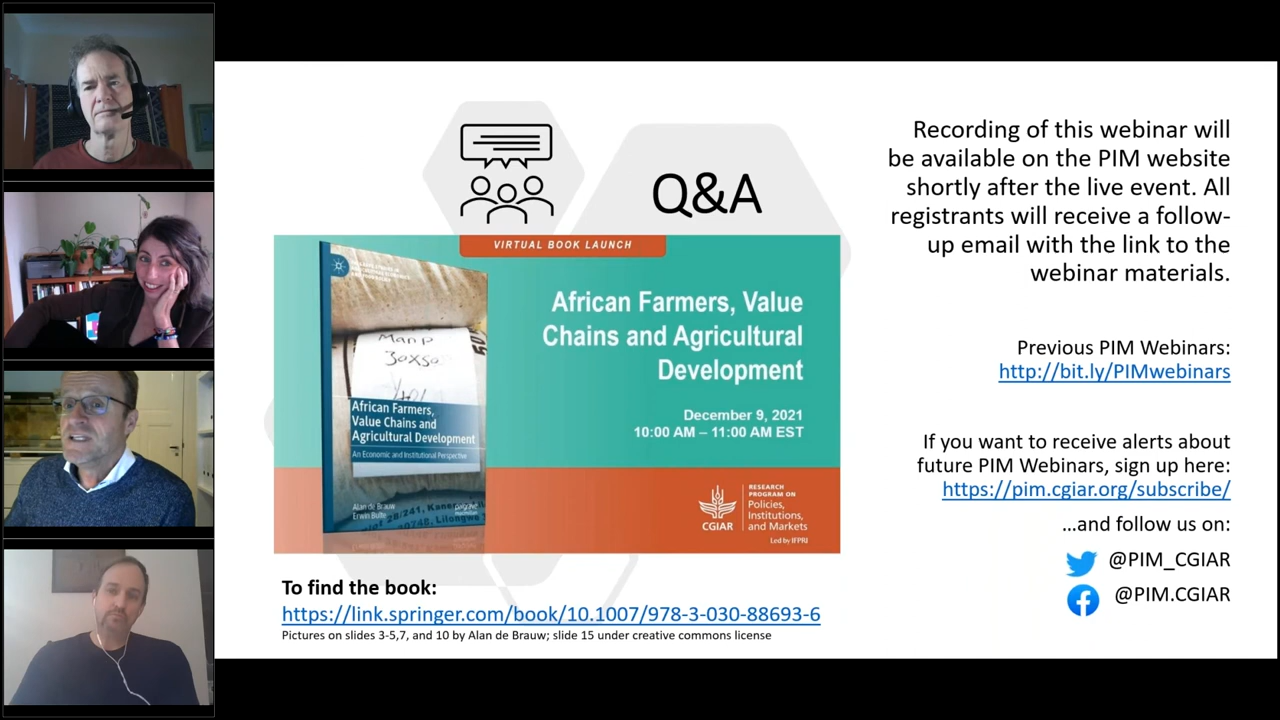 Q&A
VIRTUAL BOOK LAUNCH
Manp
30x50
African Farmers,
Value Chains and
Agricultural Development
An Economic and Institutional Perspective
Alan de Brauw
Erwin Bulte
palgrave
macmillan
African Farmers, Value
Chains and Agricultural
Development
December 9, 2021
10:00 AM – 11:00 AM EST
CGIAR
RESEARCH
PROGRAM ON
Policies,
Institutions,
and Markets
Led by IFPRI
To find the book:
https://link.springer.com/book/10.1007/978-3-030-88693-6
Pictures on slides 3-5,7, and 10 by Alan de Brauw; slide 15 under creative commons license
Recording of this webinar will
be available on the PIM website
shortly after the live event. All
registrants will receive a follow-
up email with the link to the
webinar materials.
Previous PIM Webinars:
http://bit.ly/PIMwebinars
If you want to receive alerts about
future PIM Webinars, sign up here:
https://pim.cgiar.org/subscribe/
...and follow us on:
@PIM_CGIAR
@PIM.CGIAR